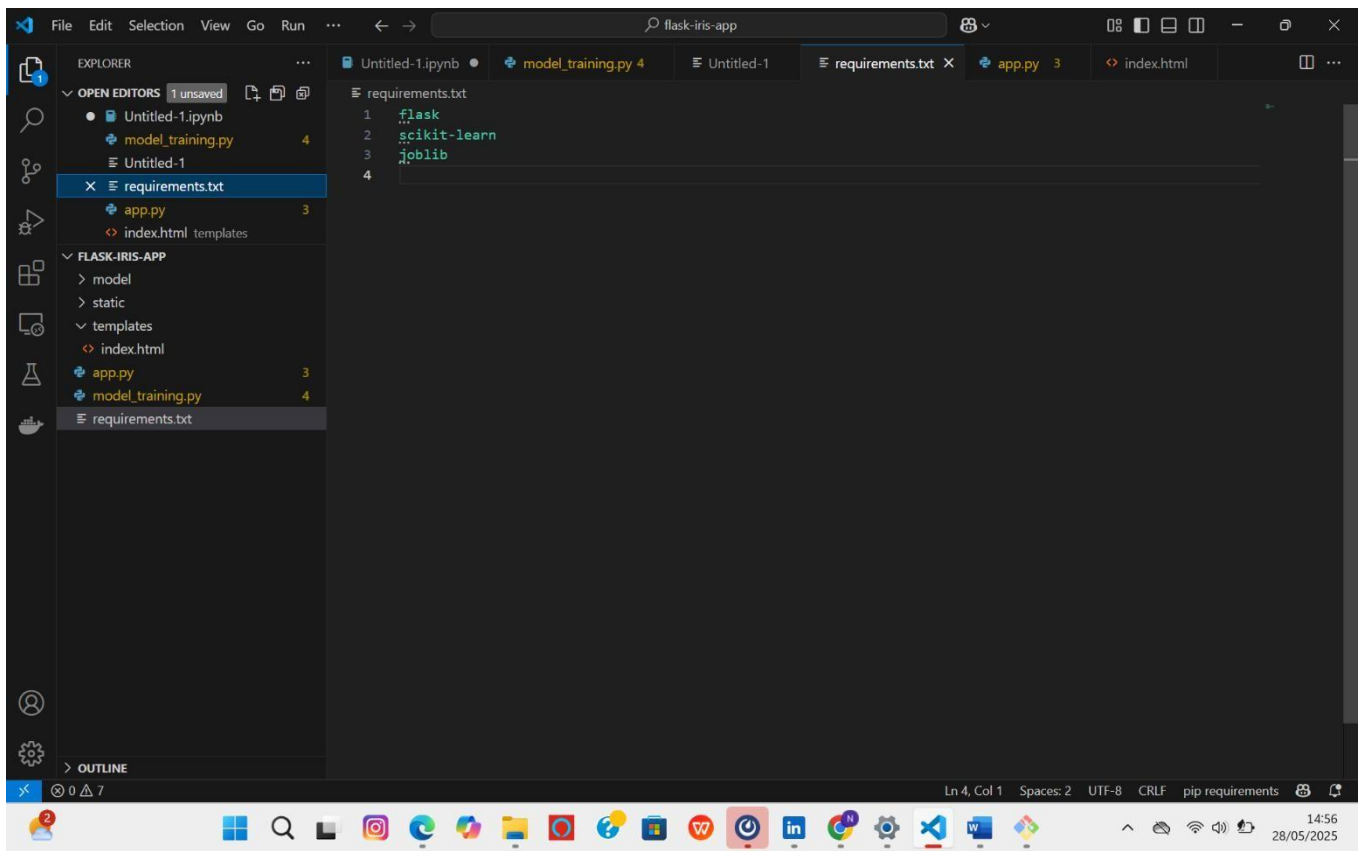 File Edit Selection View Go Run ··· flask-iris-app
EXPLORER ···
Untitled-1.ipynb
model_training.py 4
Untitled-1
requirements.txt
app.py 3
index.html
OPEN EDITORS 1 unsaved
Untitled-1.ipynb
model_training.py 4
Untitled-1
requirements.txt
app.py 3
index.html templates
FLASK-IRIS-APP
model
static
templates
index.html
app.py 3
model_training.py 4
requirements.txt
OUTLINE
requirements.txt
1 flask
2 scikit-learn
3 joblib
4
1
0 7
Ln 4, Col 1 Spaces: 2 UTF-8 CRLF pip requirements
2
W
in
N
W
14:56
28/05/2025